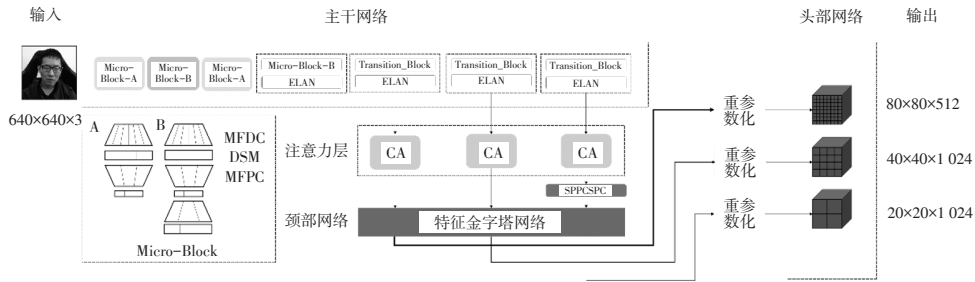 输入
主干网络
头部网络
输出
Micro-
Block-A
Micro-
Block-B
Micro-
Block-A
Micro-Block-B
ELAN
Transition_Block
ELAN
Transition_Block
ELAN
Transition_Block
ELAN
640×640×3
A
B
MFDC
DSM
MFPC
Micro-Block
注意力层
CA
CA
CA
SPPCSPC
颈部网络
特征金字塔网络
重参
数化
80×80×512
重参
数化
40×40×1 024
重参
数化
20×20×1 024